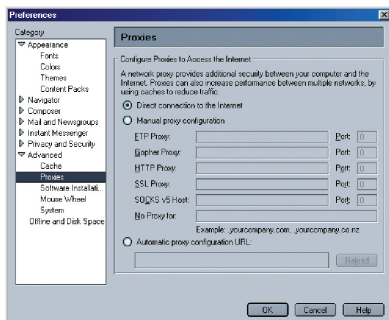 Preferences
Category
Appearance
Fonts
Colors
Themes
Content Packs
Navigator
Composer
Mail and Newsgroups
Instant Messenger
Privacy and Security
Advanced
Cache
Proxies
Software Installati...
Mouse Wheel
System
Offline and Disk Space
Proxies
Configure Proxies to Access the Internet
A network proxy provides additional security between your computer and the
Internet. Proxies can also increase performance between multiple networks, by
using caches to reduce traffic.
Direct connection to the Internet
Manual proxy configuration
FTP Proxy: Port: 0
Gopher Proxy: Port: 0
HTTP Proxy: Port: 0
SSL Proxy: Port: 0
SOCKS v5 Host: Port: 0
No Proxy for:
Example: .yourcompany.com, .yourcompany.co.nz
Automatic proxy configuration URL:
Reload
OK Cancel Help